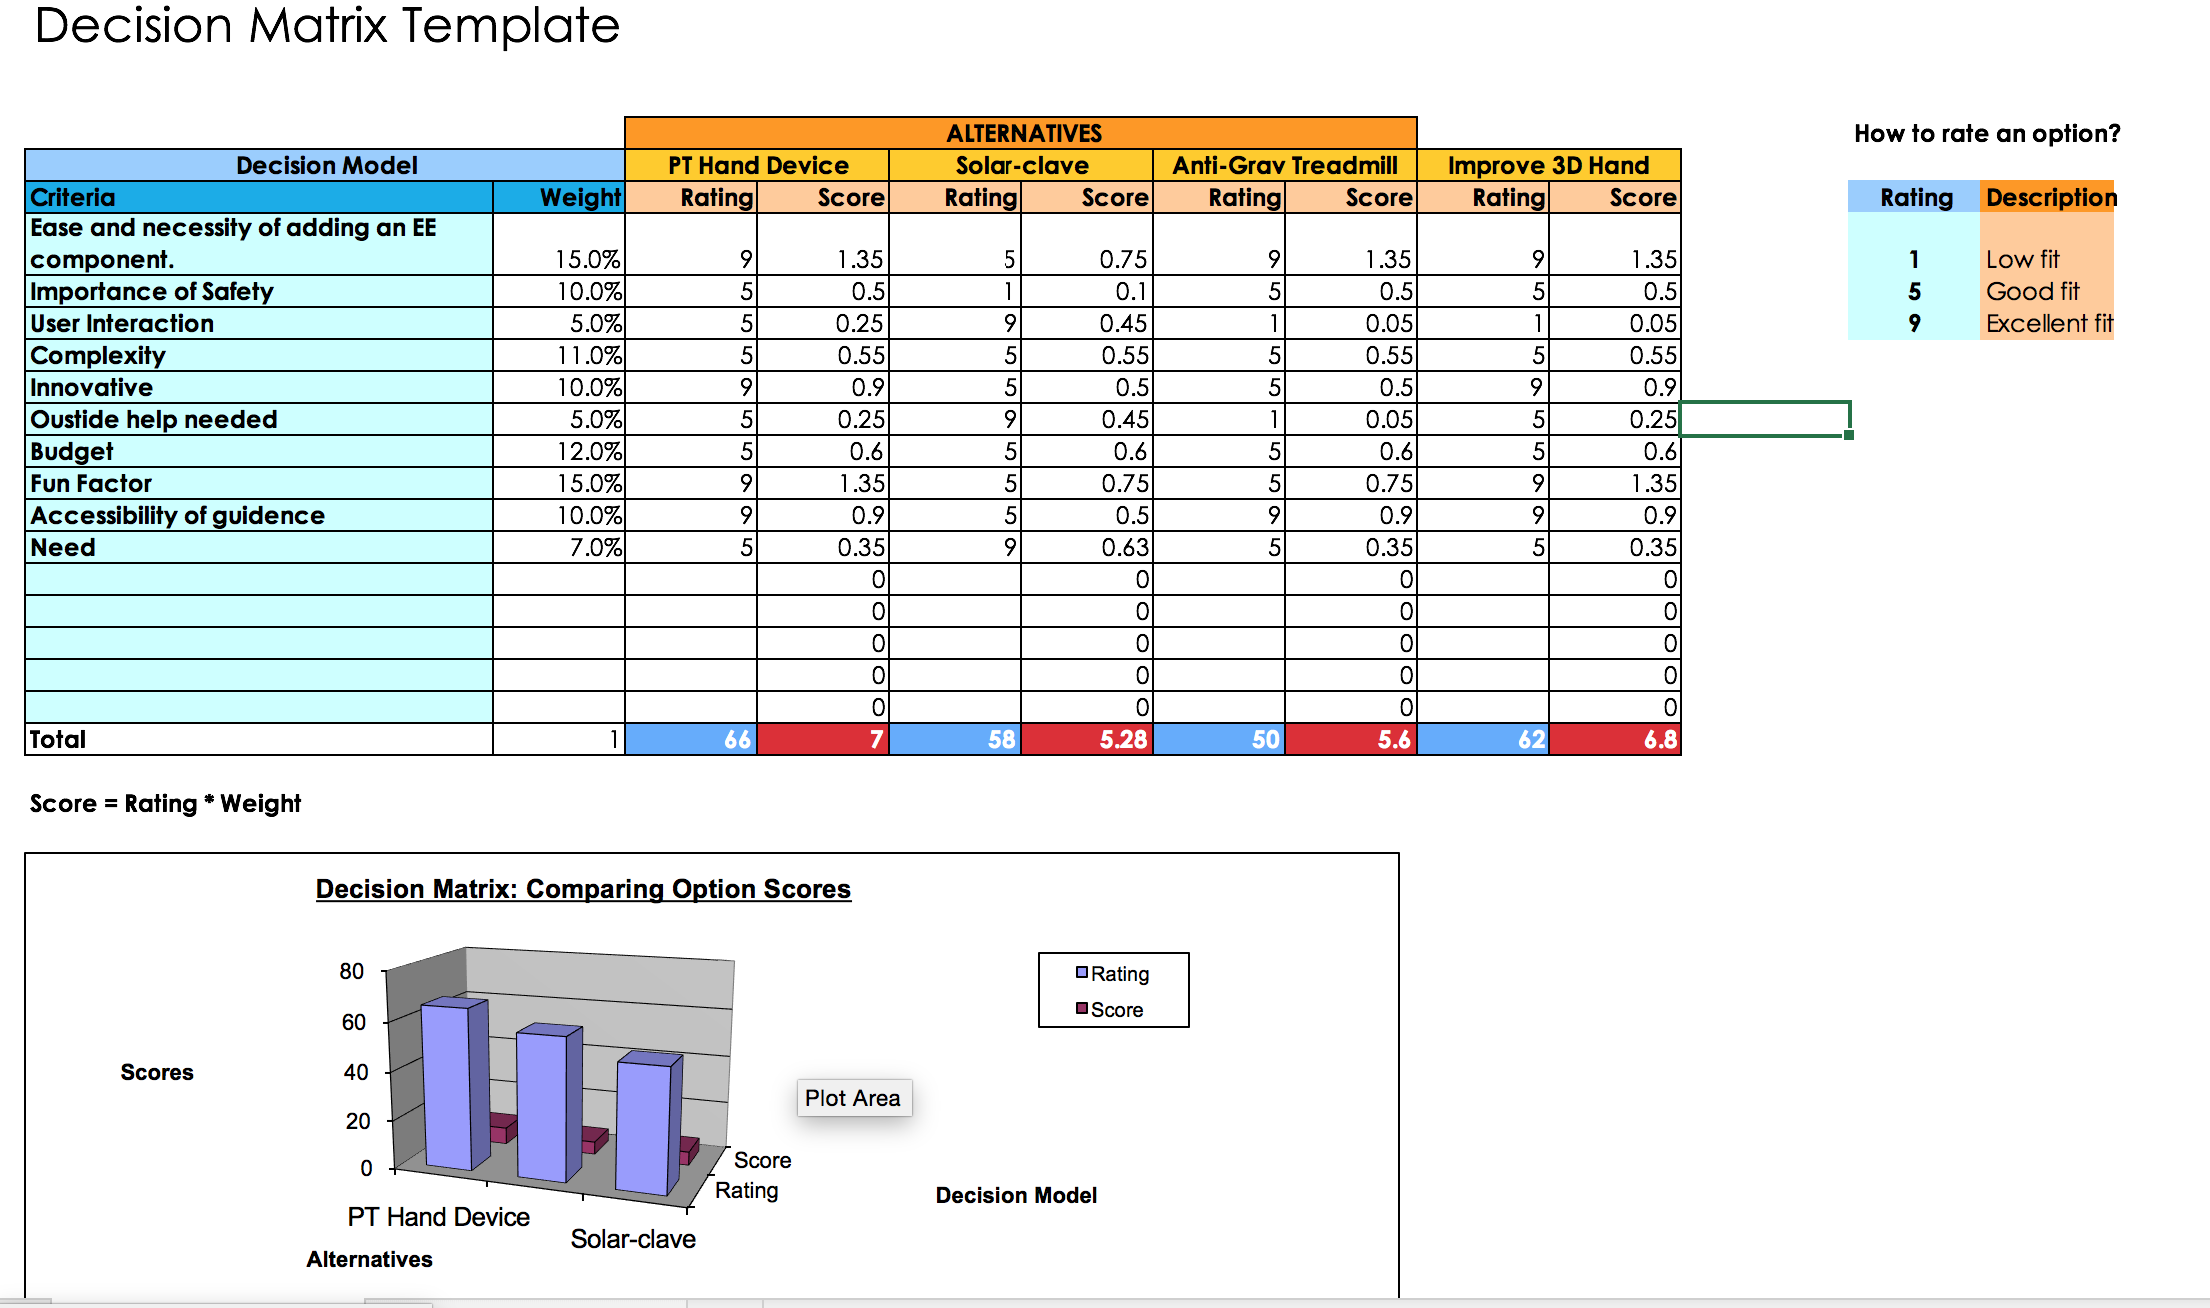 Decision Matrix Template
ALTERNATIVES
How to rate an option?
Decision Model PT Hand Device Solar-clave Anti-Grav Treadmill Improve 3D Hand
Criteria Weight Rating Score Rating Score Rating Score Rating Score Rating Description
Ease and necessity of adding an EE
component. 15.0% 9 1.35 5 0.75 9 1.35 9 1.35 1 Low fit
Importance of Safety 10.0% 5 0.5 1 0.1 5 0.5 5 0.5 5 Good fit
User Interaction 5.0% 5 0.25 9 0.45 1 0.05 1 0.05 9 Excellent fit
Complexity 11.0% 5 0.55 5 0.55 5 0.55 5 0.55
Innovative 10.0% 9 0.9 5 0.5 5 0.5 9 0.9
Oustide help needed 5.0% 5 0.25 9 0.45 1 0.05 5 0.25
Budget 12.0% 5 0.6 5 0.6 5 0.6 5 0.6
Fun Factor 15.0% 9 1.35 5 0.75 5 0.75 9 1.35
Accessibility of guidence 10.0% 9 0.9 5 0.5 9 0.9 9 0.9
Need 7.0% 5 0.35 9 0.63 5 0.35 5 0.35
0 0 0 0
0 0 0 0
0 0 0 0
0 0 0 0
0 0 0 0
Total 1 66 7 58 5.28 50 5.6 62 6.8
Score = Rating * Weight
Decision Matrix: Comparing Option Scores
80
60
40
20
0
Scores
Rating
Score
Plot Area
Score
Rating
Decision Model
PT Hand Device
Solar-clave
Alternatives